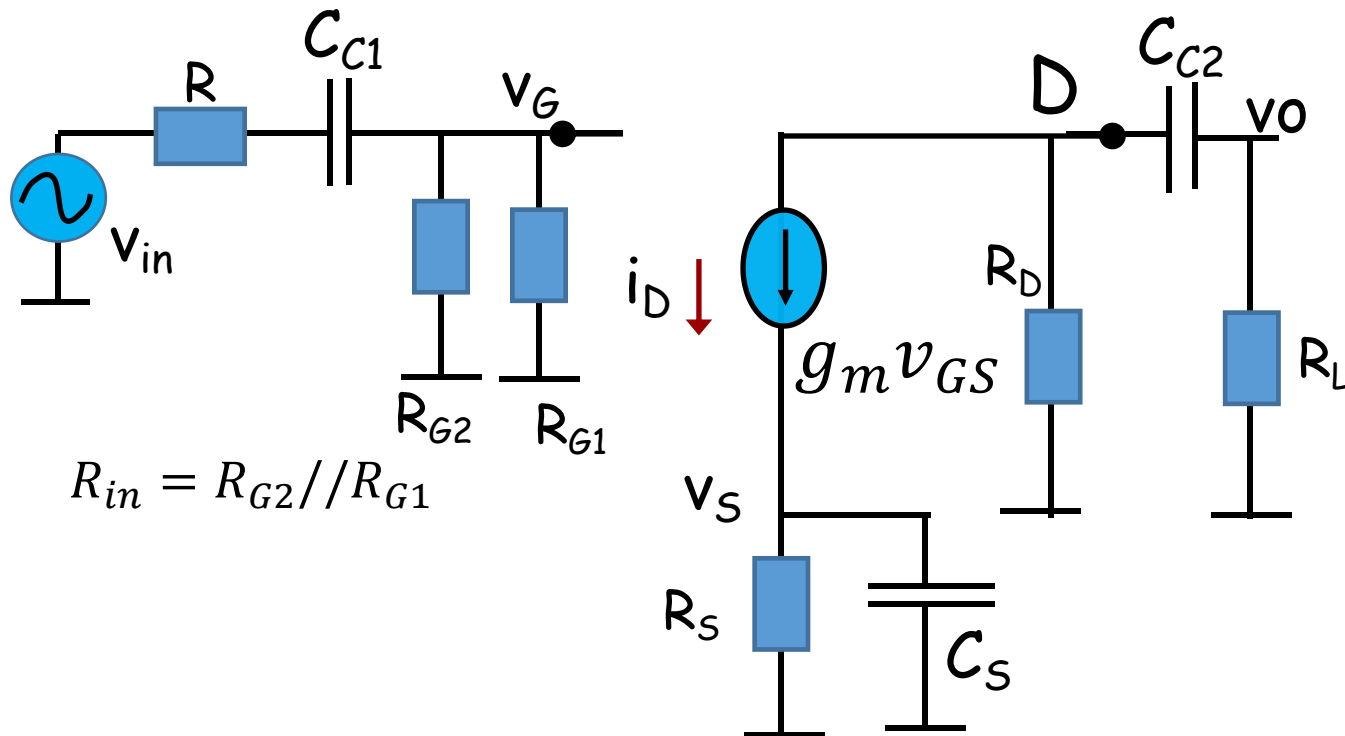 C_C1
R
v_G
v_in
R_G2
R_G1
R_in = R_G2//R_G1
D
C_C2
vo
i_D
g_m v_GS
R_D
R_L
v_S
R_S
C_S